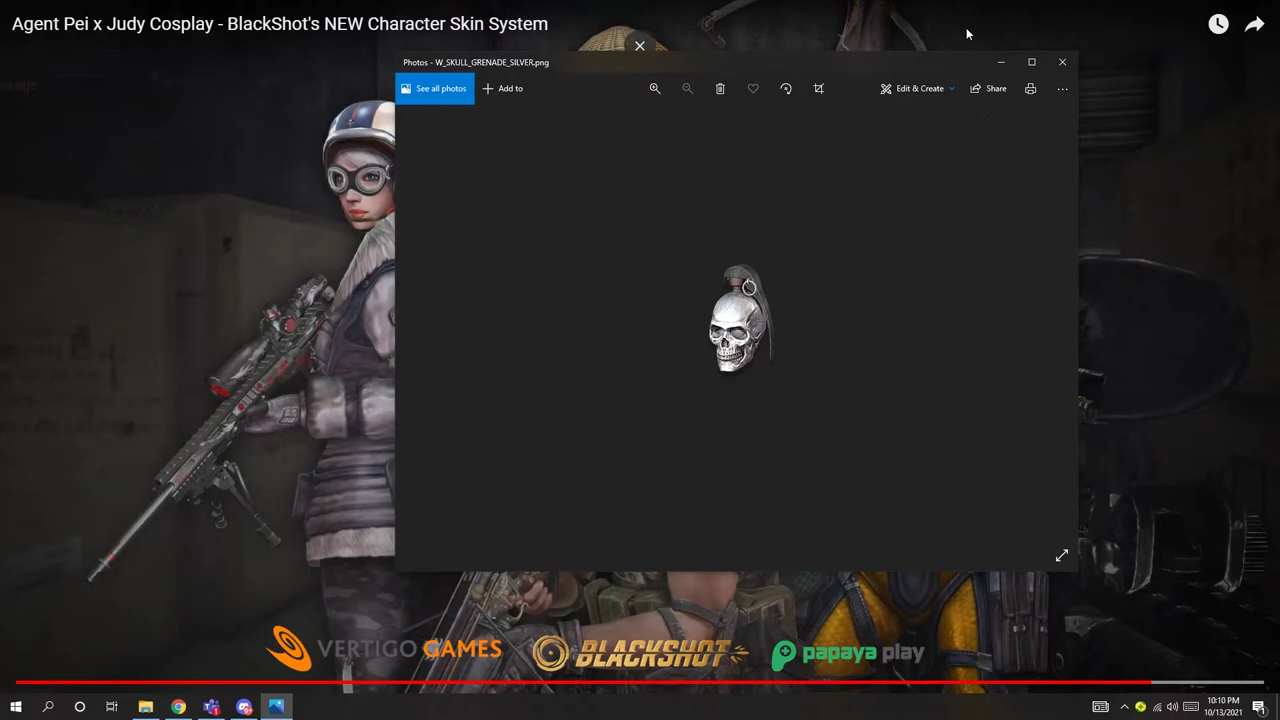 Agent Pei x Judy Cosplay - BlackShot's NEW Character Skin System
Photos - W_SKULL_GRENADE_SILVER.png
See all photos
Add to
Edit & Create
Share
VERTIGO GAMES
BLACKSHOT
papaya play
10:10 PM
10/13/2021